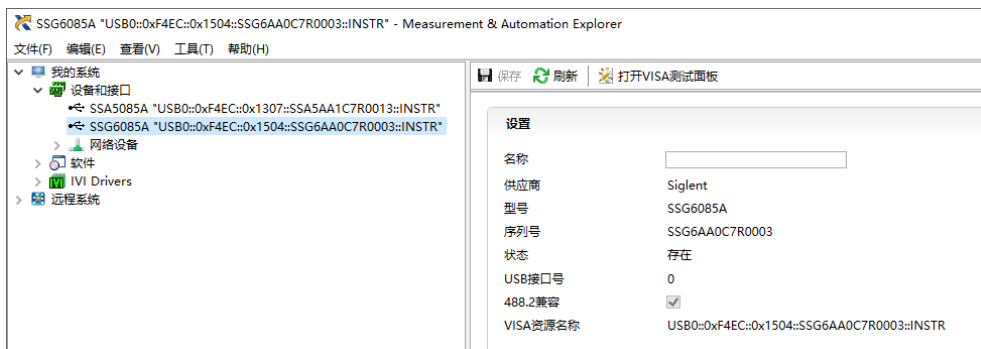 SSG6085A "USB0::0xF4EC::0x1504::SSG6AA0C7R0003::INSTR" - Measurement & Automation Explorer
文件(F) 编辑(E) 查看(V) 工具(T) 帮助(H)
我的系统
设备和接口
SSA5085A "USB0::0xF4EC::0x1307::SSA5AA1C7R0013::INSTR"
SSG6085A "USB0::0xF4EC::0x1504::SSG6AA0C7R0003::INSTR"
网络设备
软件
IVI Drivers
远程系统
保存 刷新 打开VISA测试面板
设置
名称
供应商 Siglent
型号 SSG6085A
序列号 SSG6AA0C7R0003
状态 存在
USB接口号 0
488.2兼容
VISA资源名称 USB0::0xF4EC::0x1504::SSG6AA0C7R0003::INSTR